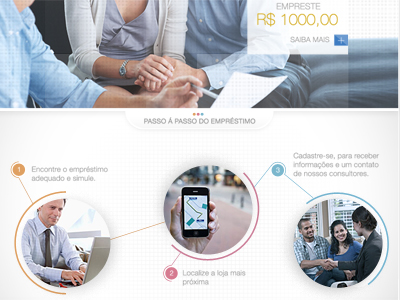 EMPRESTE
R$ 1000,00
SAIBA MAIS +
PASSO Á PASSO DO EMPRÉSTIMO
1
Encontre o empréstimo
adequado e simule.
2
Localize a loja mais
próxima
3
Cadastre-se, para receber
informações e um contato
de nossos consultores.